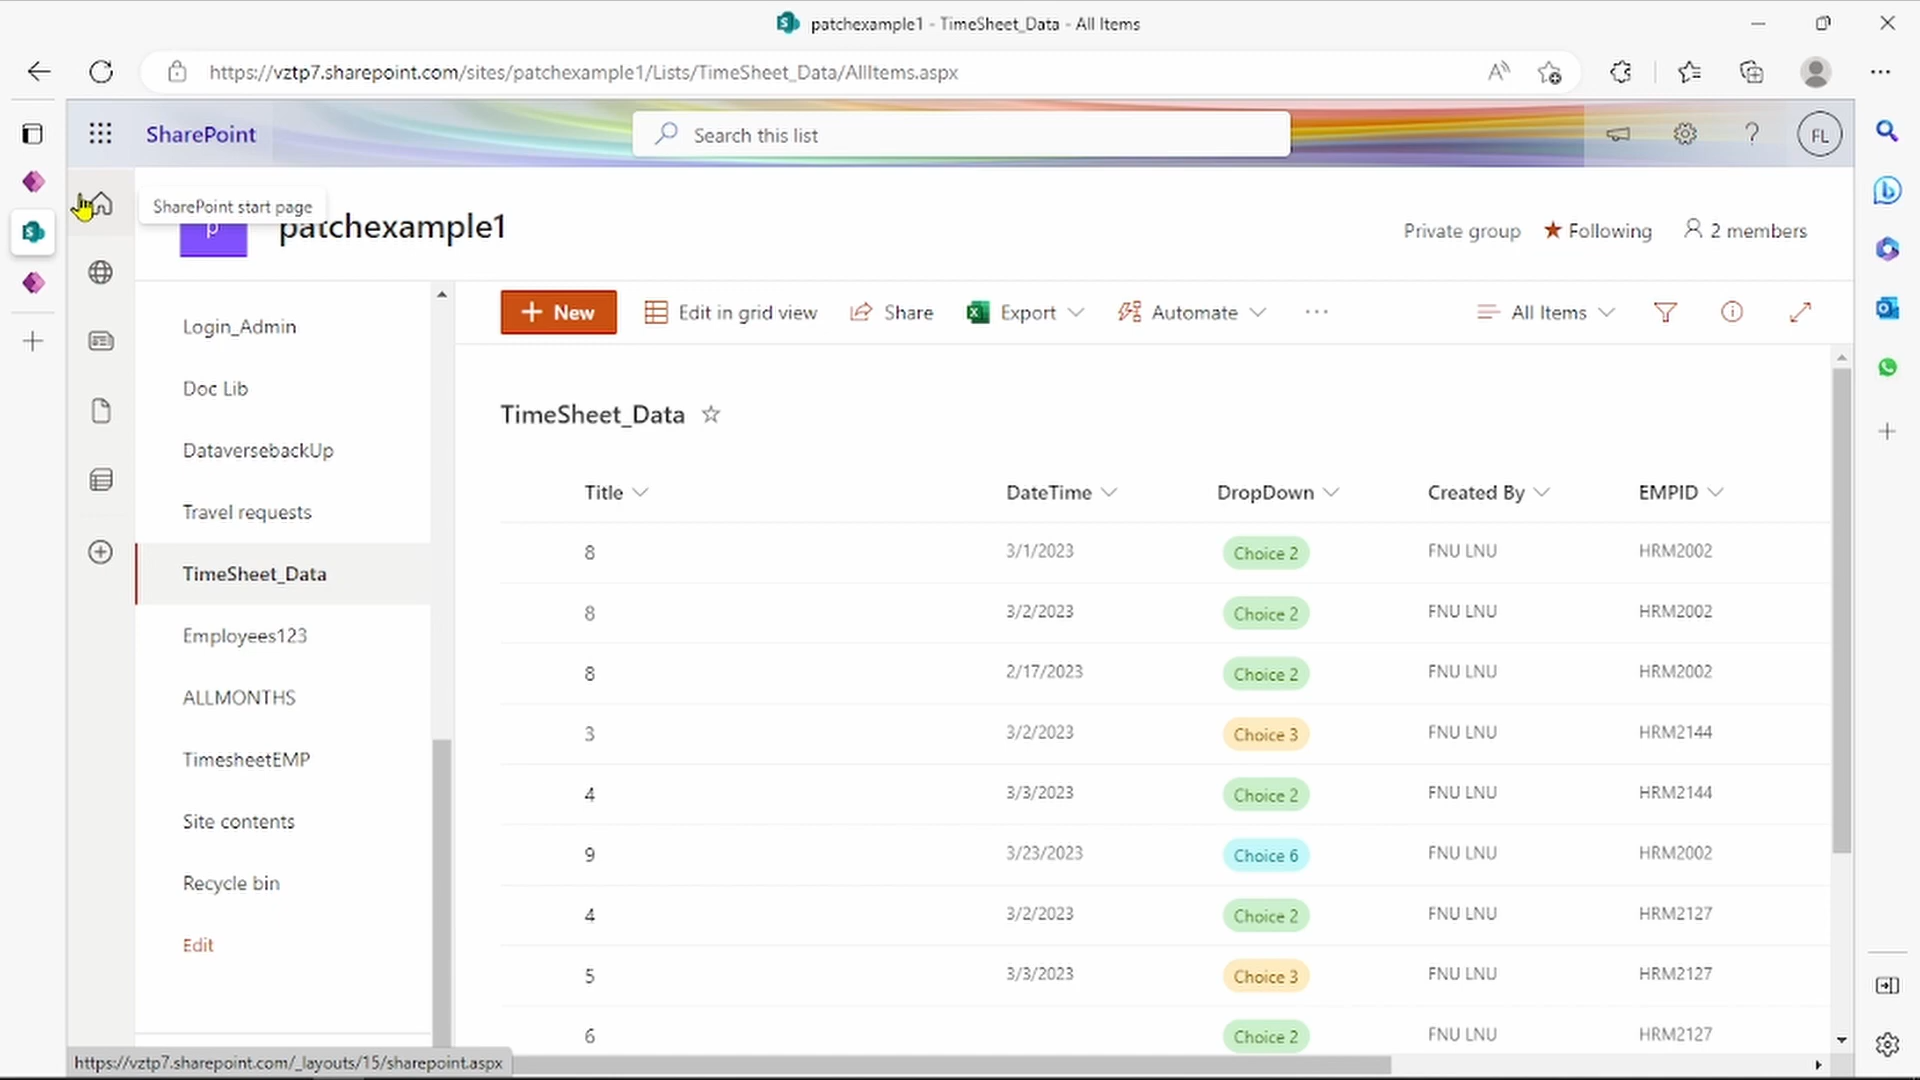 patchexample1 - TimeSheet_Data - All Items
https://vztp7.sharepoint.com/sites/patchexample1/Lists/TimeSheet_Data/AllItems.aspx
SharePoint
Search this list
FL
SharePoint start page
p
patchexample1
Private group
Following
2 members
Login_Admin
Doc Lib
DataversebackUp
Travel requests
TimeSheet_Data
Employees123
ALLMONTHS
TimesheetEMP
Site contents
Recycle bin
Edit
New
Edit in grid view
Share
Export
Automate
All Items
TimeSheet_Data
Title DateTime DropDown Created By EMPID
8 3/1/2023 Choice 2 FNU LNU HRM2002
8 3/2/2023 Choice 2 FNU LNU HRM2002
8 2/17/2023 Choice 2 FNU LNU HRM2002
3 3/2/2023 Choice 3 FNU LNU HRM2144
4 3/3/2023 Choice 2 FNU LNU HRM2144
9 3/23/2023 Choice 6 FNU LNU HRM2002
4 3/2/2023 Choice 2 FNU LNU HRM2127
5 3/3/2023 Choice 3 FNU LNU HRM2127
6 Choice 2 FNU LNU HRM2127
https://vztp7.sharepoint.com/_layouts/15/sharepoint.aspx